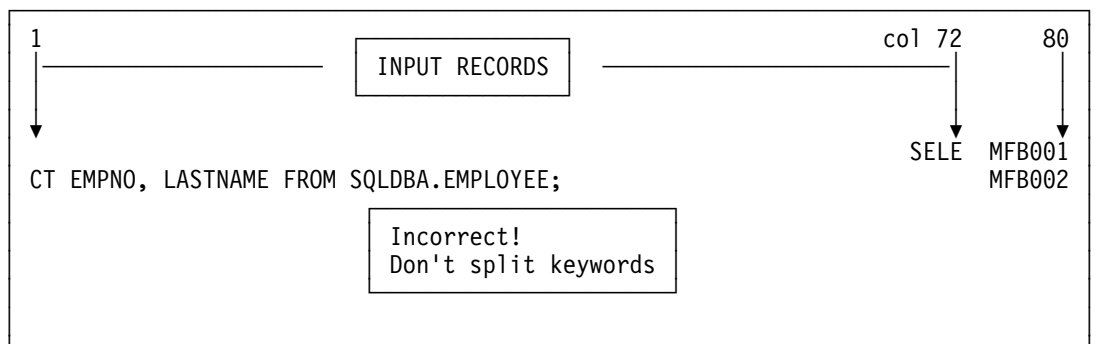 1 col 72 80
INPUT RECORDS
SELE MFB001
CT EMPNO, LASTNAME FROM SQLDBA.EMPLOYEE; MFB002
Incorrect!
Don't split keywords